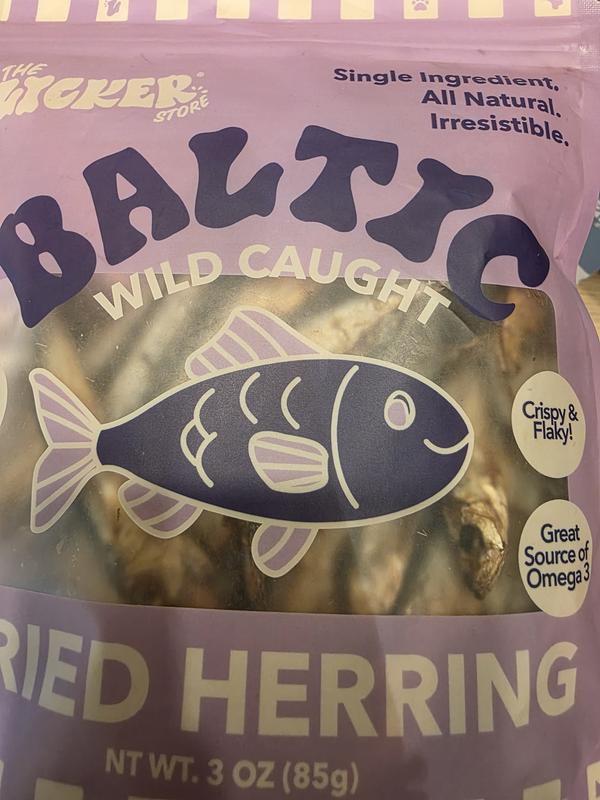 THE
LICKER
STORE
Single Ingredient.
All Natural.
Irresistible.
BALTIC
WILD CAUGHT
Crispy &
Flaky!
Great
Source of
Omega 3
RIED HERRING
NT WT. 3 OZ (85g)